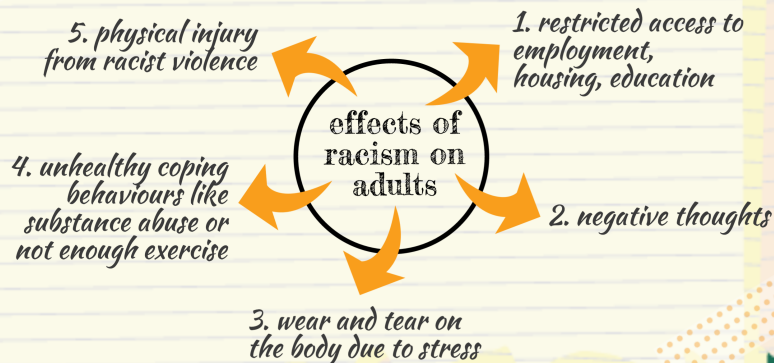 effects of
racism on
adults
1. restricted access to
employment,
housing, education
2. negative thoughts
3. wear and tear on
the body due to stress
4. unhealthy coping
behaviours like
substance abuse or
not enough exercise
5. physical injury
from racist violence